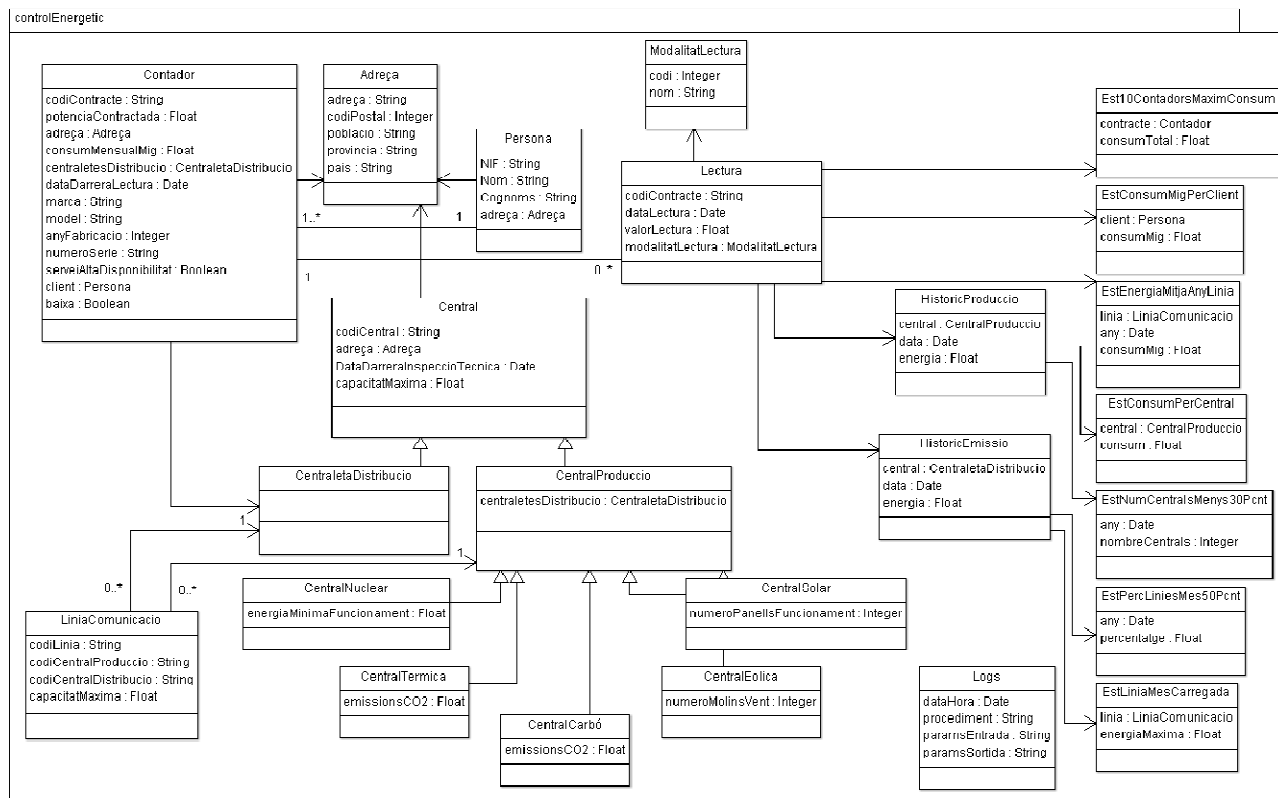 controlEnergetic
Contador
codiContracte : String
potenciaContractada : Float
adreça : Adreça
consumMensualMig : Float
centraletesDistribucio : CentraletaDistribucio
dataDarreraLectura : Date
marca : String
model : String
anyFabricacio : Integer
numeroSerie : String
serveiAltaDisponibilitat : Boolean
client : Persona
baixa : Boolean
Adreça
adreça : String
codiPostal : Integer
poblacio : String
provincia : String
pais : String
Persona
NIF : String
Nom : String
Cognoms : String
adreça : Adreça
ModalitatLectura
codi : Integer
nom : String
Lectura
codiContracte : String
dataLectura : Date
valorLectura : Float
modalitatLectura : ModalitatLectura
1..*
1
1
0..*
Est10ContadorsMaximConsum
contracte : Contador
consumTotal : Float
EstConsumMigPerClient
client : Persona
consumMig : Float
EstEnergiaMitjaAnyLinia
linia : LiniaComunicacio
any : Date
consumMig : Float
HistoricProduccio
central : CentralProduccio
data : Date
energia : Float
Central
codiCentral : String
adreça : Adreça
DataDarreraInspeccioTecnica : Date
capacitatMaxima : Float
EstConsumPerCentral
central : CentralProduccio
consum : Float
HistoricEmissio
central : CentraletaDistribucio
data : Date
energia : Float
CentraletaDistribucio
CentralProduccio
centraletesDistribucio : CentraletaDistribucio
EstNumCentralsMenys30Pcnt
any : Date
nombreCentrals : Integer
1
1
0..*
0..*
CentralNuclear
energiaMinimaFuncionament : Float
CentralSolar
numeroPanellsFuncionament : Integer
EstPercLiniesMes50Pcnt
any : Date
percentatge : Float
LiniaComunicacio
codiLinia : String
codiCentralProduccio : String
codiCentralDistribucio : String
capacitatMaxima : Float
CentralTermica
emissionsCO2 : Float
CentralEolica
numeroMolinsVent : Integer
CentralCarbó
emissionsCO2 : Float
Logs
dataHora : Date
procediment : String
paramsEntrada : String
paramsSortida : String
EstLiniaMesCarregada
linia : LiniaComunicacio
energiaMaxima : Float